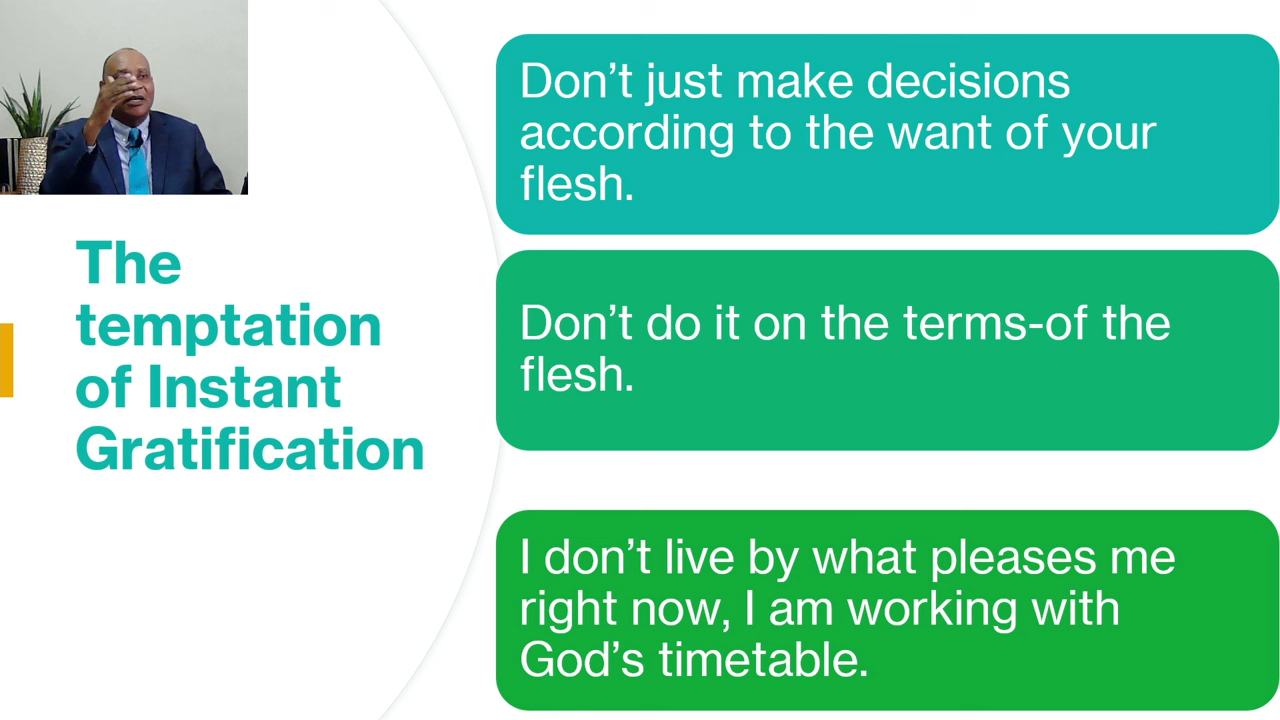 The
temptation
of Instant
Gratification
Don’t just make decisions
according to the want of your
flesh.
Don’t do it on the terms-of the
flesh.
I don’t live by what pleases me
right now, I am working with
God’s timetable.